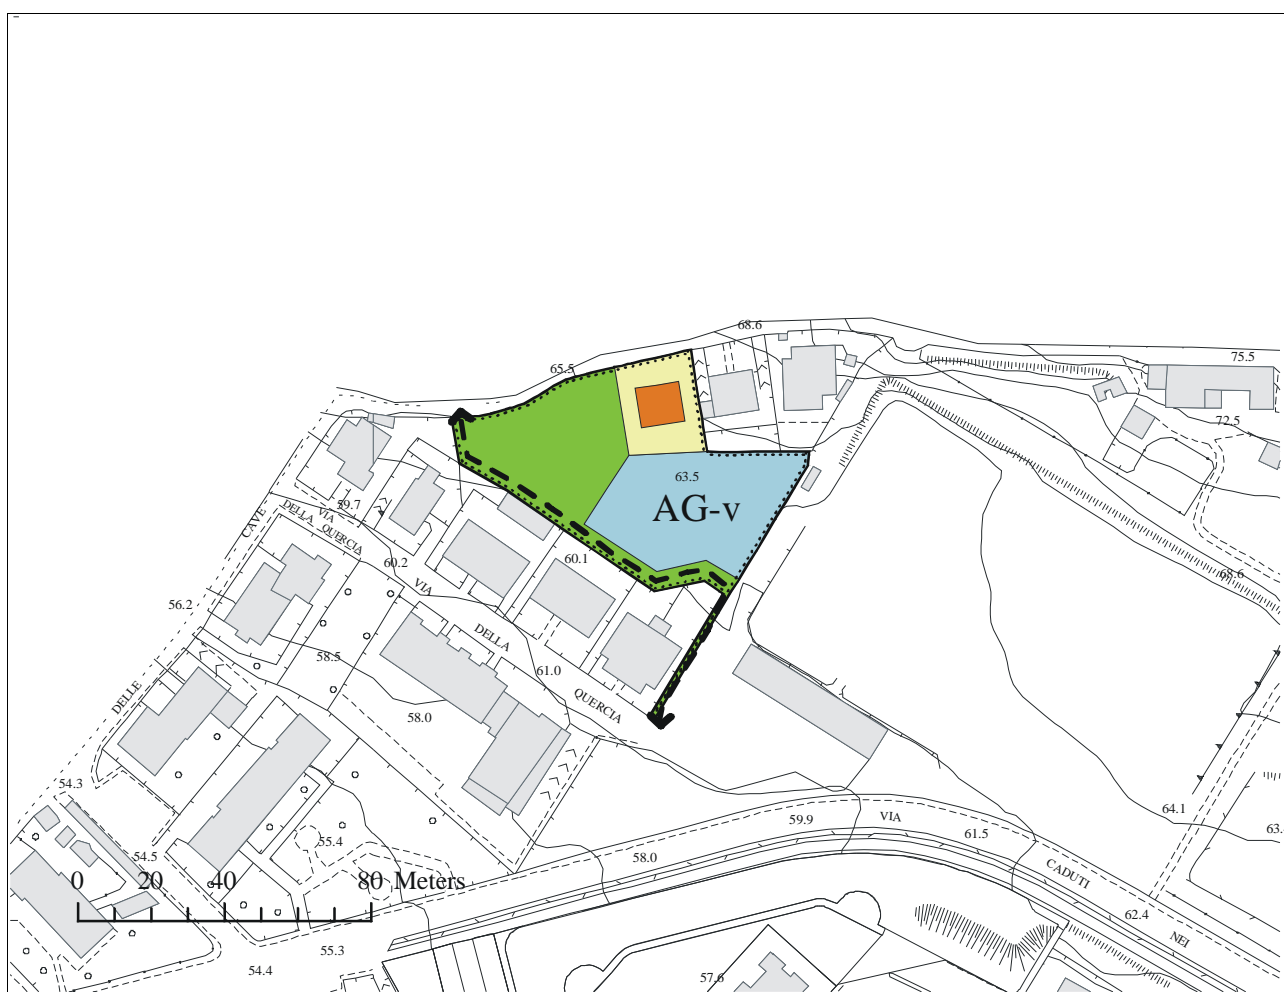 68.6
75.5
65.5
72.5
63.5
AG-v
59.7
VIA
DELLA QUERCIA
CAVE
60.1
60.2
68.6
VIA
56.2
DELLA
58.5
61.0
DELLE
QUERCIA
58.0
54.3
64.1
59.9
VIA
61.5
63.
55.4
54.5
58.0
CADUTI
0 20 40 80 Meters
62.4
NEI
55.3
54.4
57.6